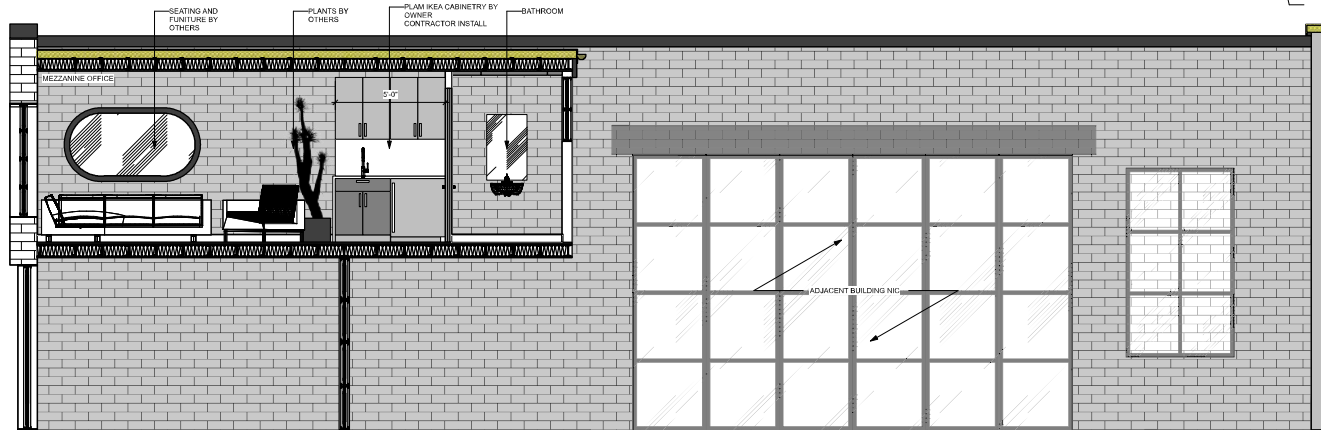 SEATING AND
FUNITURE BY
OTHERS
PLANTS BY
OTHERS
PLAM IKEA CABINETRY BY
OWNER
CONTRACTOR INSTALL
BATHROOM
MEZZANINE OFFICE
5'-0"
ADJACENT BUILDING NIC